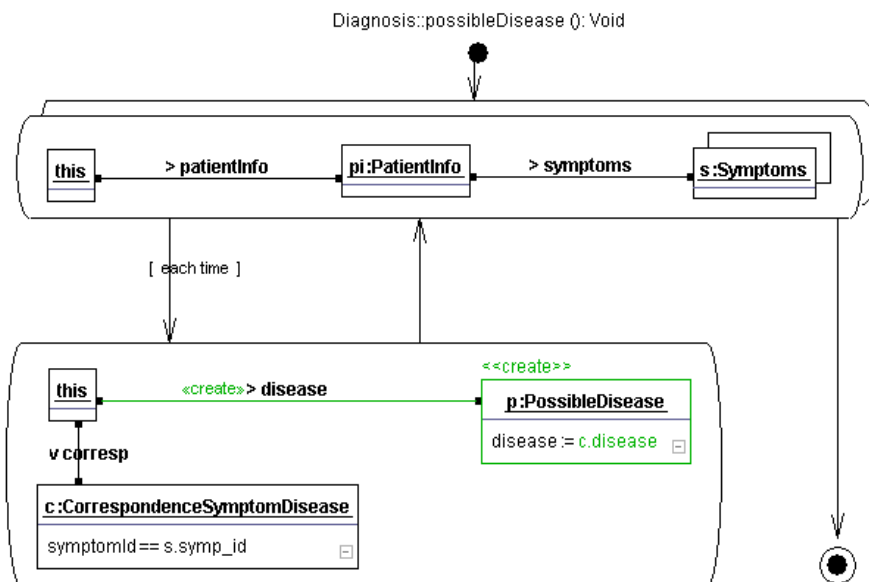 Diagnosis::possibleDisease (): Void
this
> patientInfo
pi:PatientInfo
> symptoms
s:Symptoms
[ each time ]
this
«create» > disease
<<create>>
p:PossibleDisease
disease := c.disease
v corresp
c:CorrespondenceSymptomDisease
symptomId == s.symp_id